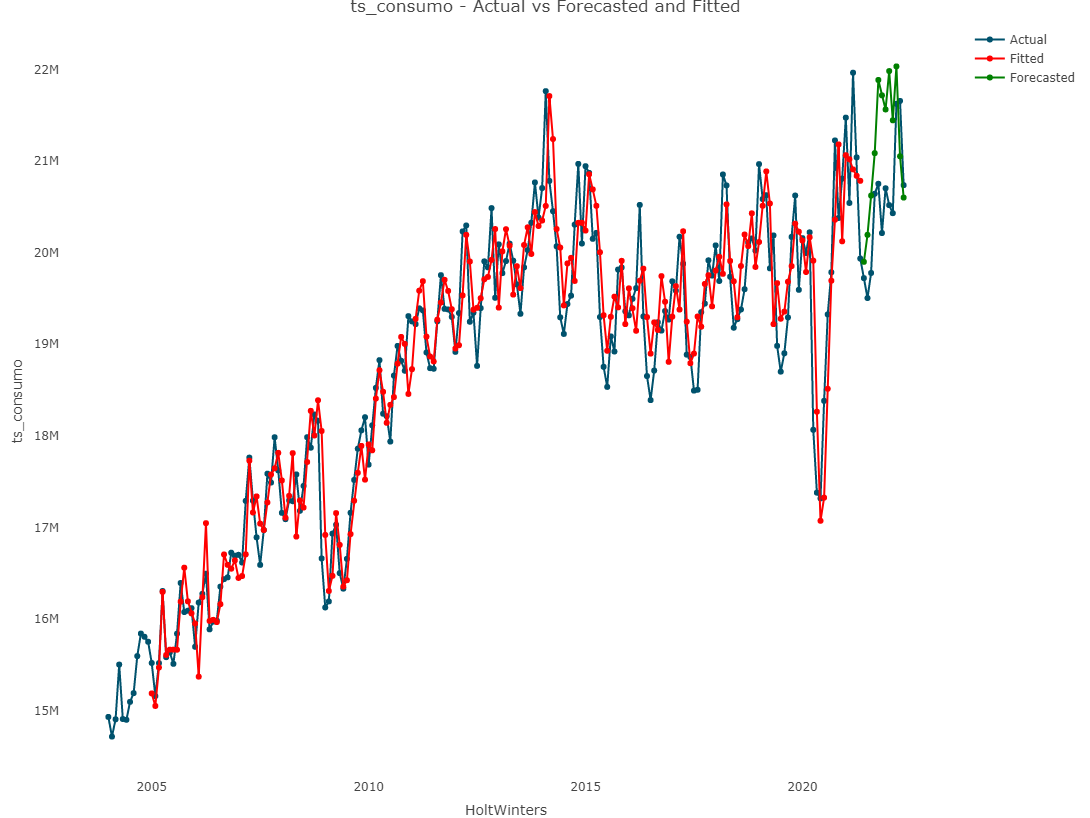 ts_consumo - Actual vs Forecasted and Fitted
Actual
Fitted
Forecasted
22M
21M
20M
19M
18M
17M
16M
15M
ts_consumo
2005
2010
2015
2020
HoltWinters